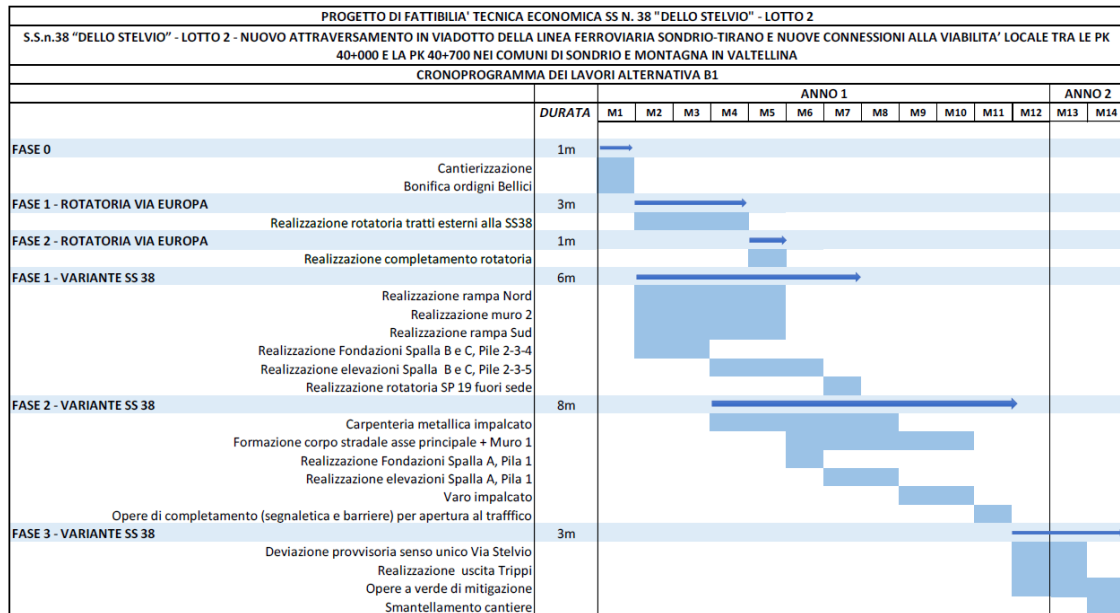 PROGETTO DI FATTIBILIA' TECNICA ECONOMICA SS N. 38 "DELLO STELVIO" - LOTTO 2
S.S.n.38 “DELLO STELVIO” - LOTTO 2 - NUOVO ATTRAVERSAMENTO IN VIADOTTO DELLA LINEA FERROVIARIA SONDRIO-TIRANO E NUOVE CONNESSIONI ALLA VIABILITA’ LOCALE TRA LE PK
40+000 E LA PK 40+700 NEI COMUNI DI SONDRIO E MONTAGNA IN VALTELLINA
CRONOPROGRAMMA DEI LAVORI ALTERNATIVA B1
ANNO 1 ANNO 2
DURATA M1 M2 M3 M4 M5 M6 M7 M8 M9 M10 M11 M12 M13 M14
FASE 0 1m
Cantierizzazione
Bonifica ordigni Bellici
FASE 1 - ROTATORIA VIA EUROPA 3m
Realizzazione rotatoria tratti esterni alla SS38
FASE 2 - ROTATORIA VIA EUROPA 1m
Realizzazione completamento rotatoria
FASE 1 - VARIANTE SS 38 6m
Realizzazione rampa Nord
Realizzazione muro 2
Realizzazione rampa Sud
Realizzazione Fondazioni Spalla B e C, Pile 2-3-4
Realizzazione elevazioni Spalla B e C, Pile 2-3-5
Realizzazione rotatoria SP 19 fuori sede
FASE 2 - VARIANTE SS 38 8m
Carpenteria metallica impalcato
Formazione corpo stradale asse principale + Muro 1
Realizzazione Fondazioni Spalla A, Pila 1
Realizzazione elevazioni Spalla A, Pila 1
Varo impalcato
Opere di completamento (segnaletica e barriere) per apertura al trafffico
FASE 3 - VARIANTE SS 38 3m
Deviazione provvisoria senso unico Via Stelvio
Realizzazione uscita Trippi
Opere a verde di mitigazione
Smantellamento cantiere